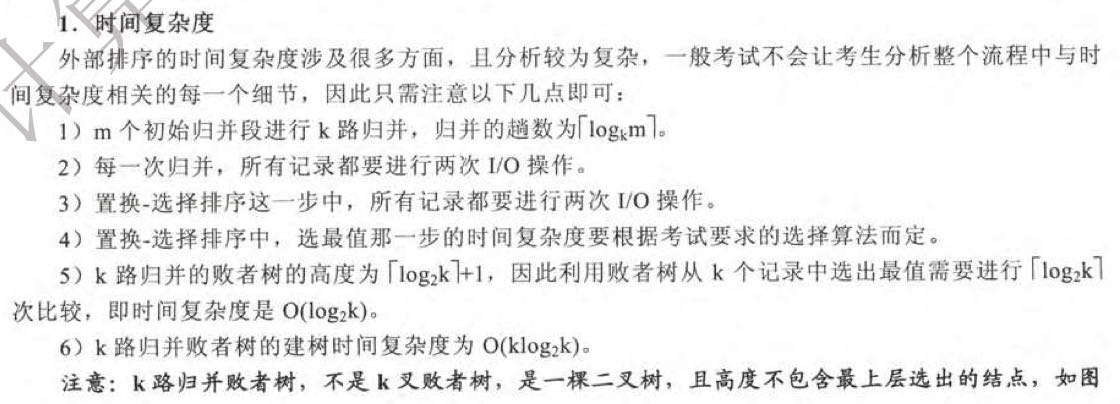 1. 时间复杂度
外部排序的时间复杂度涉及很多方面，且分析较为复杂，一般考试不会让考生分析整个流程中与时
间复杂度相关的每一个细节，因此只需注意以下几点即可：
1）m 个初始归并段进行 k 路归并，归并的趟数为⌈logₖm⌉。
2）每一次归并，所有记录都要进行两次 I/O 操作。
3）置换-选择排序这一步中，所有记录都要进行两次 I/O 操作。
4）置换-选择排序中，选最值那一步的时间复杂度要根据考试要求的选择算法而定。
5）k 路归并的败者树的高度为⌈log₂k⌉+1，因此利用败者树从 k 个记录中选出最值需要进行⌈log₂k⌉
次比较，即时间复杂度是 O(log₂k)。
6）k 路归并败者树的建树时间复杂度为 O(klog₂k)。
注意：k 路归并败者树，不是 k 叉败者树，是一棵二叉树，且高度不包含最上层选出的结点，如图